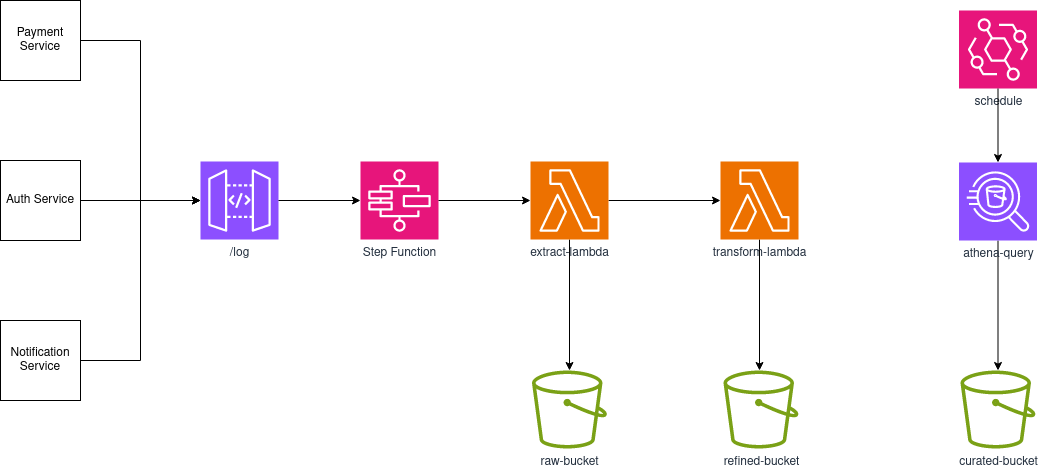 Payment
Service
schedule
Auth Service
</>
/log
Step Function
extract-lambda
transform-lambda
athena-query
Notification
Service
raw-bucket
refined-bucket
curated-bucket